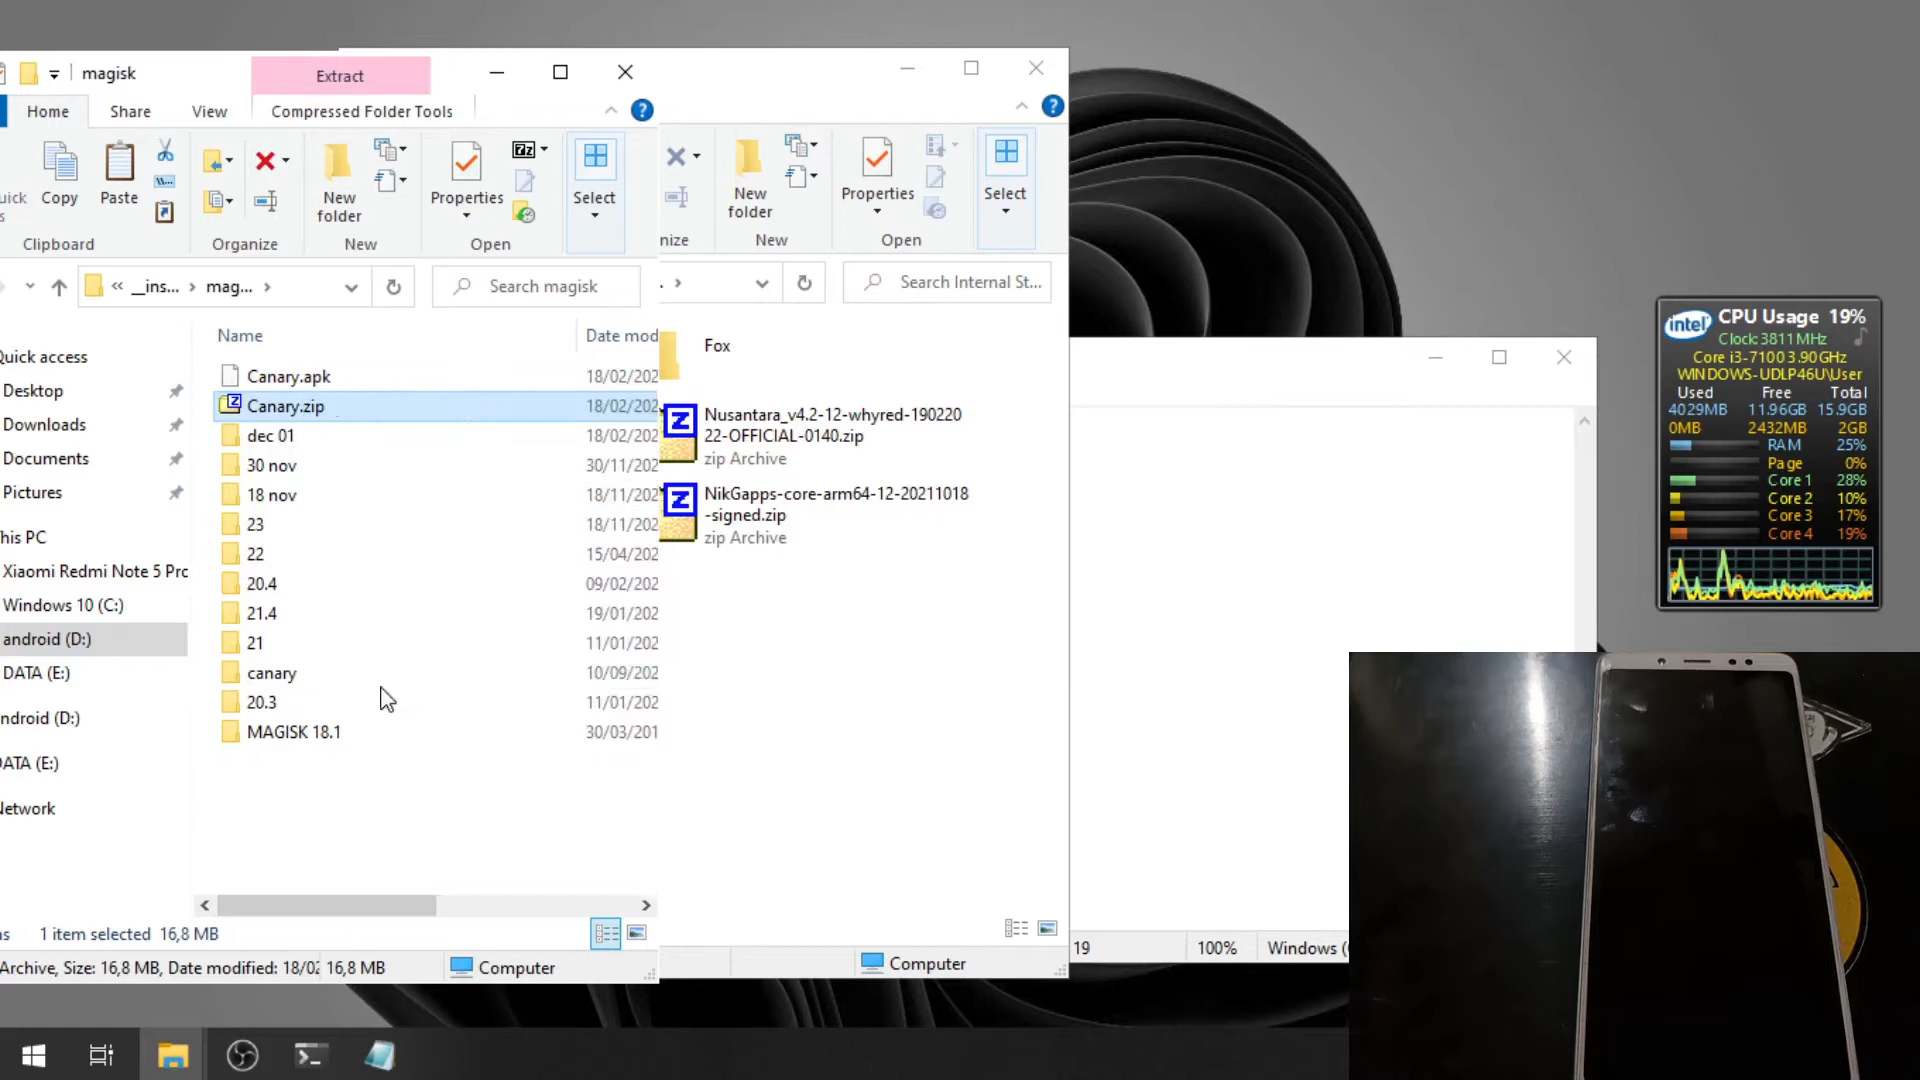 magisk
Extract
Home
Share
View
Compressed Folder Tools
uick
Copy
Paste
Properties
New
folder
Select
Clipboard
Organize
New
Open
New
folder
Properties
Select
nize
New
Open
__ins...
mag...
Search magisk
Search Internal St...
Name
Date mod
Quick access
Desktop
Downloads
Documents
Pictures
his PC
Xiaomi Redmi Note 5 Prc
Windows 10 (C:)
android (D:)
DATA (E:)
ndroid (D:)
DATA (E:)
Network
Canary.apk
18/02/202
Canary.zip
18/02/202
dec 01
18/02/202
30 nov
30/11/202
18 nov
18/11/202
23
18/11/202
22
15/04/202
20.4
09/02/202
21.4
19/01/202
21
11/01/202
canary
10/09/202
20.3
11/01/202
MAGISK 18.1
30/03/201
Fox
Nusantara_v4.2-12-whyred-190220
22-OFFICIAL-0140.zip
zip Archive
NikGapps-core-arm64-12-20211018
-signed.zip
zip Archive
intel
CPU Usage 19%
Clock: 3811 MHz
Core i3-7100 3.90GHz
WINDOWS-UDLP46U\User
Used Free Total
4029MB 11.96GB 15.9GB
0MB 2432MB 2GB
RAM 25%
Page 0%
Core 1 28%
Core 2 10%
Core 3 17%
Core 4 19%
1 item selected 16,8 MB
Archive, Size: 16,8 MB, Date modified: 18/02 16,8 MB
Computer
Computer
19
100%
Windows (